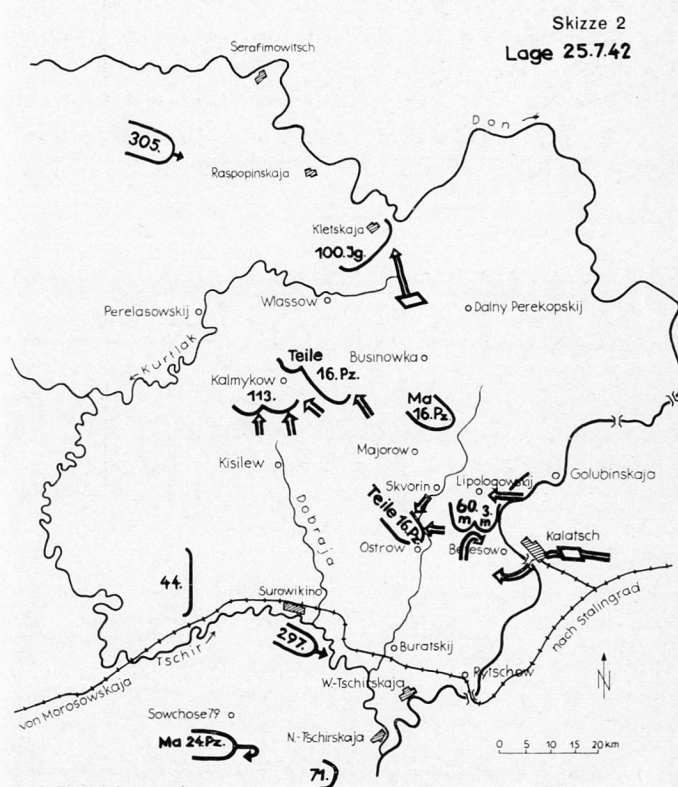 Skizze 2
Lage 25.7.42
Serafimowitsch
Don
305.
Raspopinskaja
Kletskaja
100.Jg.
Perelasowskij
Wlassow
Dalny Perekopskij
Kurtlak
Teile
16.Pz.
Businowka
Kalmykow
113.
Ma
16.Pz.
Majorow
Kisilew
Skvorin
Lipologowskij
Golubinskaja
Teile 16.Pz.
60.
m
3.
m
Dobraja
Ostrow
Beresow
Kalatsch
44.
Surowikino
297.
Tschir
Buratskij
nach Stalingrad
von Morosowskaja
Rytschow
W.-Tschirskaja
Sowchose 79
N.-Tschirskaja
N
Ma 24.Pz.
71.
0 5 10 15 20 km